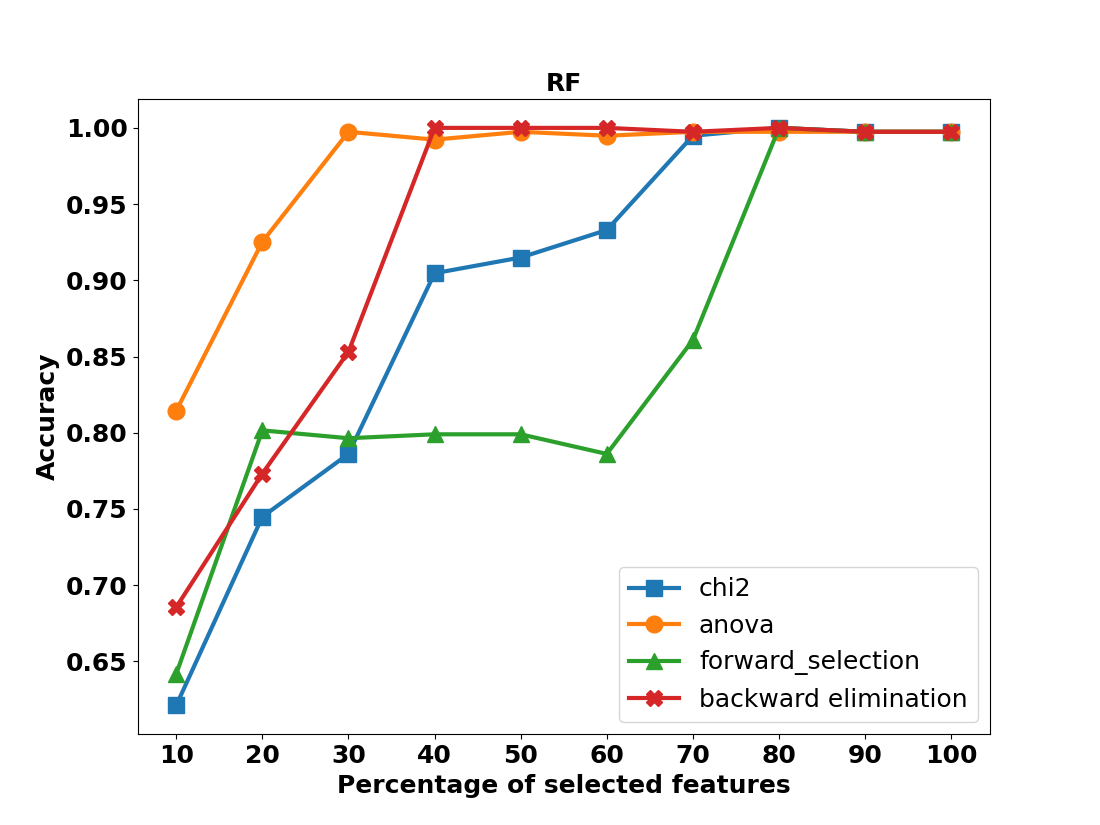 RF
1.00
0.95
0.90
0.85
0.80
0.75
0.70
0.65
Accuracy
10 20 30 40 50 60 70 80 90 100
Percentage of selected features
chi2
anova
forward_selection
backward elimination